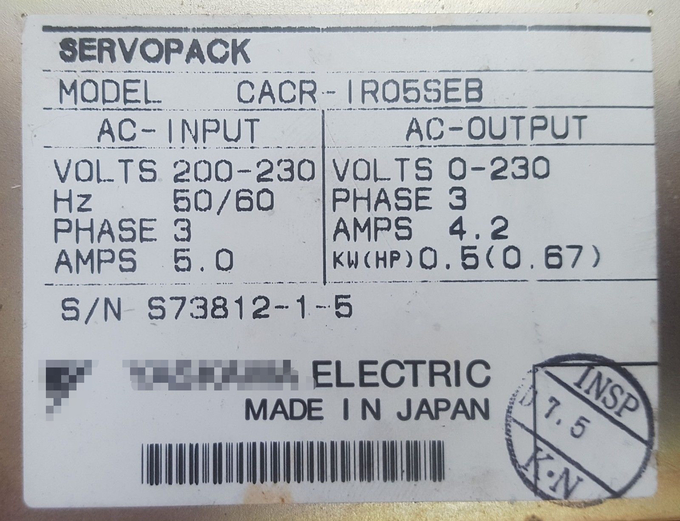 SERVOPACK
MODEL CACR-IR05SEB
AC-INPUT AC-OUTPUT
VOLTS 200-230 VOLTS 0-230
Hz 50/60 PHASE 3
PHASE 3 AMPS 4.2
AMPS 5.0 KW(HP) 0.5(0.67)
S/N S73812-1-5
ELECTRIC
MADE IN JAPAN
INSP
7.5
K·N